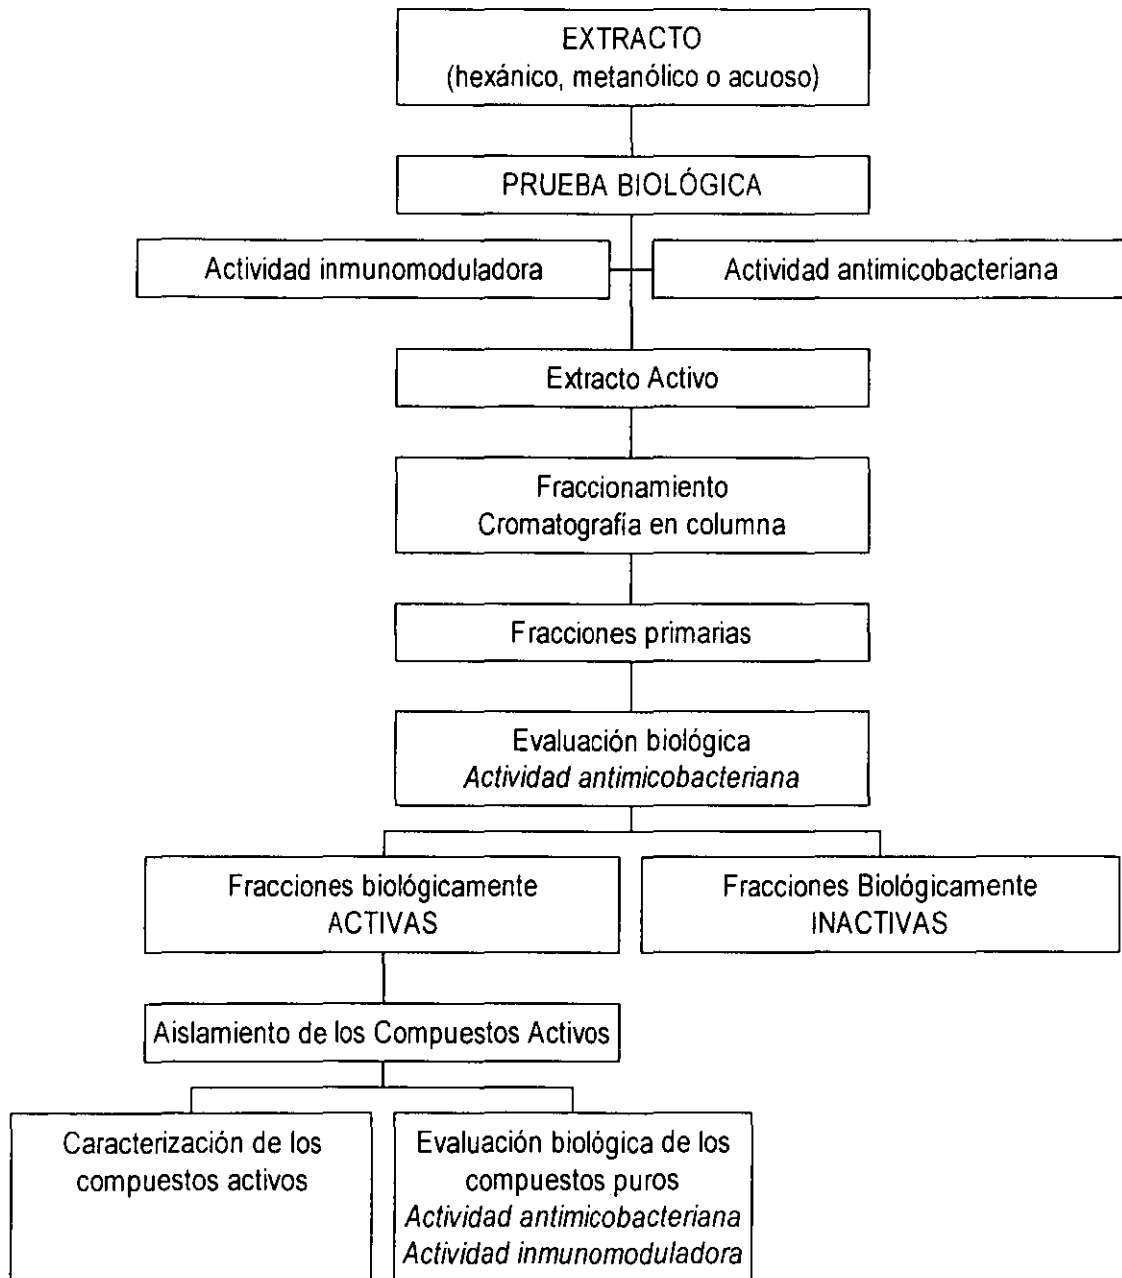 EXTRACTO
(hexánico, metanólico o acuoso)
PRUEBA BIOLÓGICA
Actividad inmunomoduladora
Actividad antimicobacteriana
Extracto Activo
Fraccionamiento
Cromatografía en columna
Fracciones primarias
Evaluación biológica
Actividad antimicobacteriana
Fracciones biológicamente
ACTIVAS
Fracciones Biológicamente
INACTIVAS
Aislamiento de los Compuestos Activos
Caracterización de los
compuestos activos
Evaluación biológica de los
compuestos puros
Actividad antimicobacteriana
Actividad inmunomoduladora